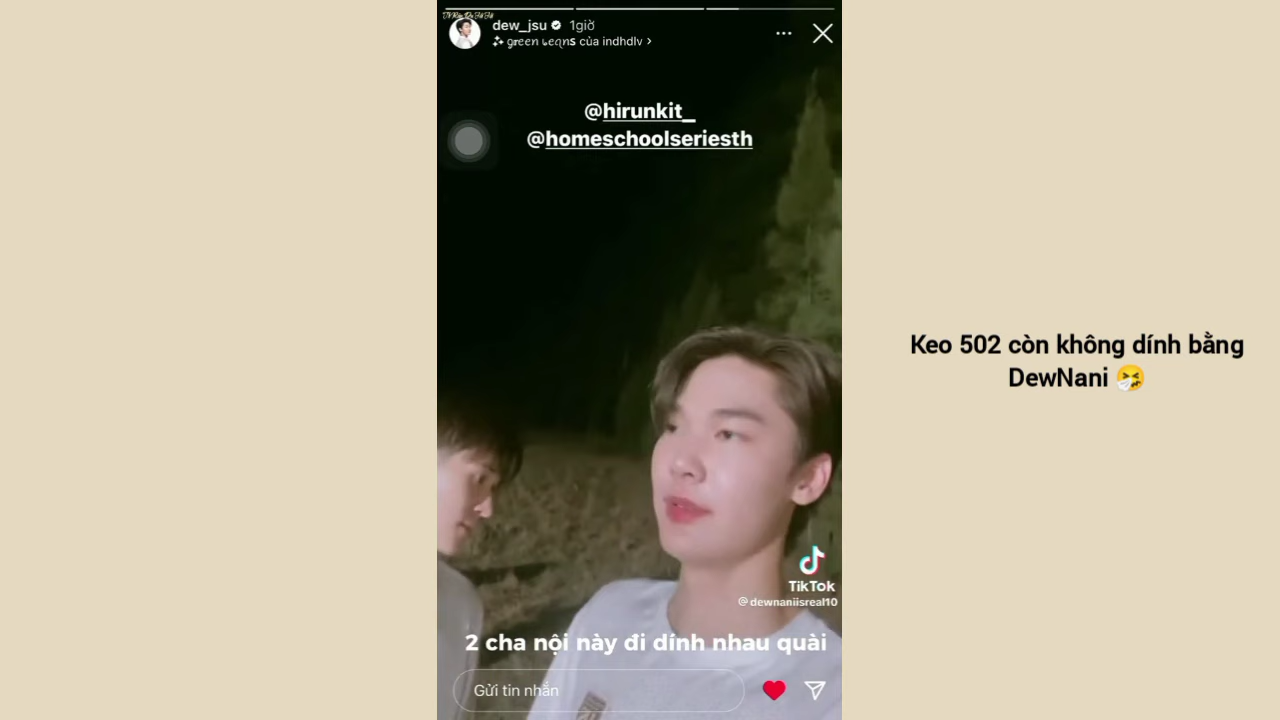 dew_jsu 1giờ
green ʟeans của indhdlv >
@hirunkit_
@homeschoolseriesth
Keo 502 còn không dính bằng
DewNani 🤧
TikTok
@dewnaniisreal10
2 cha nội này đi dính nhau quài
Gửi tin nhắn